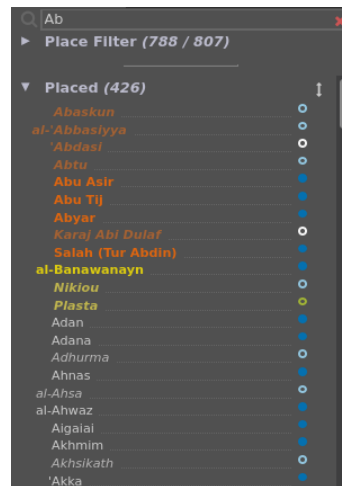 Ab
Place Filter (788 / 807)
Placed (426)
Abaskun
al-'Abbasiyya
'Abdasi
Abtu
Abu Asir
Abu Tij
Abyar
Karaj Abi Dulaf
Salah (Tur Abdin)
al-Banawanayn
Nikiou
Plasta
Adan
Adana
Adhurma
Ahnas
al-Ahsa
al-Ahwaz
Aigaiai
Akhmim
Akhsikath
'Akka